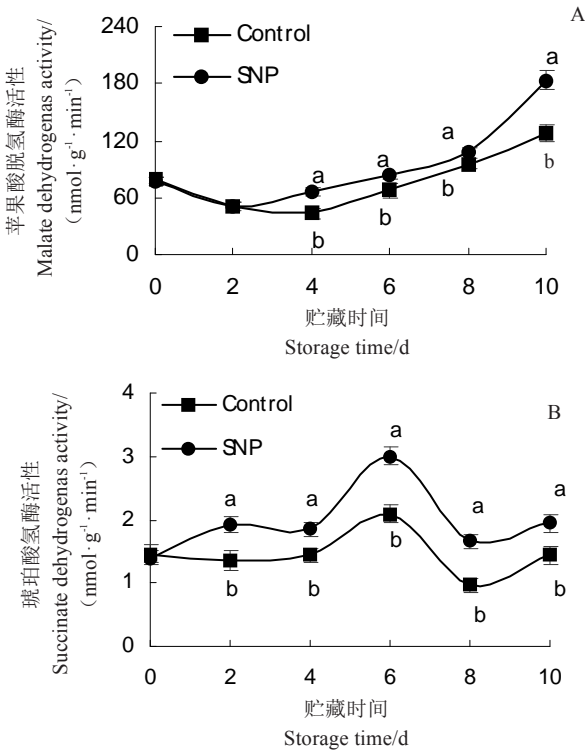 A
Control
SNP
苹果酸脱氢酶活性
Malate dehydrogenas activity/
（nmol·g⁻¹·min⁻¹）
240
180
120
60
0
a
a
a
a
b
b
b
b
0 2 4 6 8 10
贮藏时间
Storage time/d
B
Control
SNP
琥珀酸氢酶活性
Succinate dehydrogenas activity/
（nmol·g⁻¹·min⁻¹）
4
3
2
1
0
a
a
a
a
a
b
b
b
b
b
0 2 4 6 8 10
贮藏时间
Storage time/d